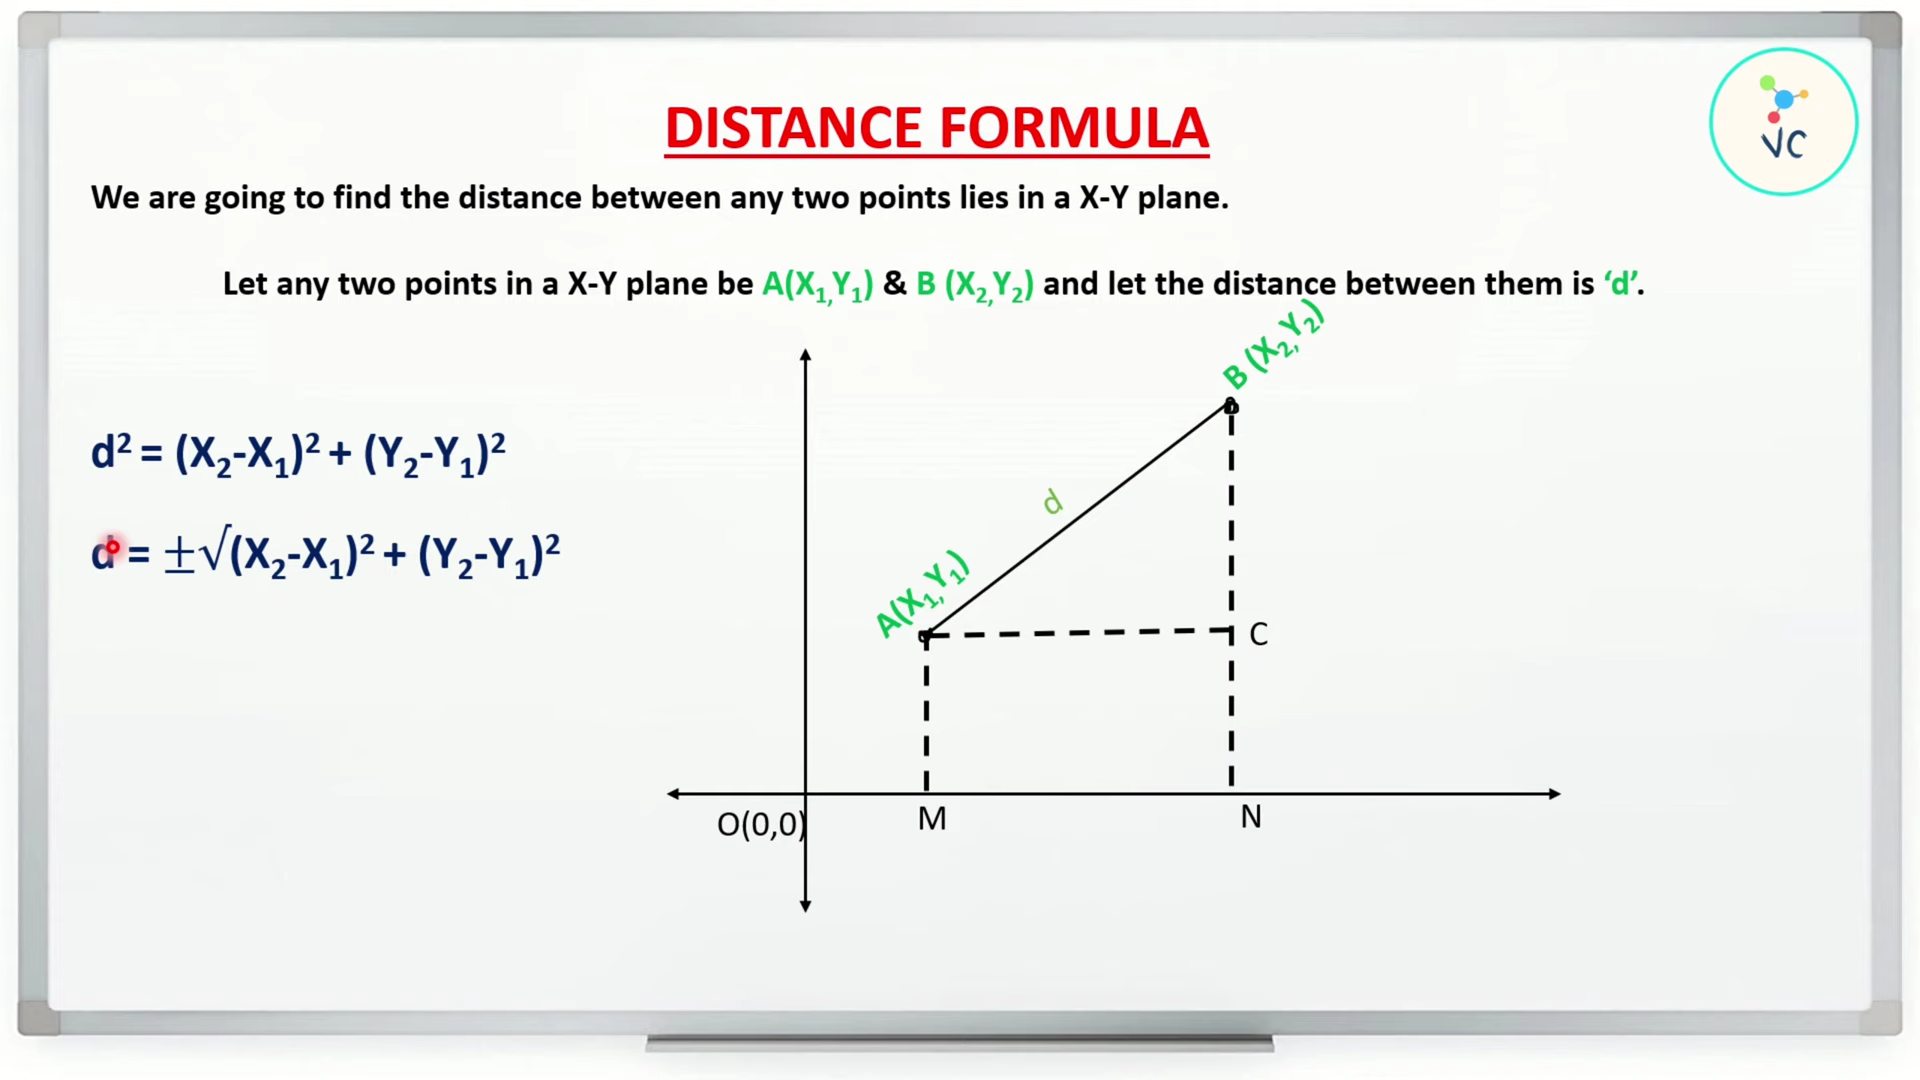 VC
DISTANCE FORMULA
We are going to find the distance between any two points lies in a X-Y plane.
Let any two points in a X-Y plane be A(X₁,Y₁) & B (X₂,Y₂) and let the distance between them is ‘d’.
B (X₂,Y₂)
d² = (X₂-X₁)² + (Y₂-Y₁)²
d
d = ±√(X₂-X₁)² + (Y₂-Y₁)²
A(X₁,Y₁)
C
O(0,0)
M
N